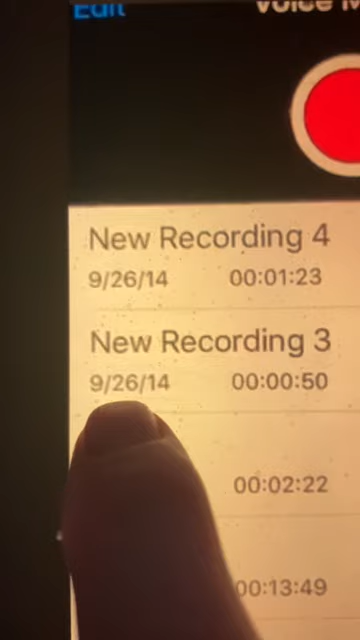 Edit Voice M
New Recording 4
9/26/14 00:01:23
New Recording 3
9/26/14 00:00:50
00:02:22
00:13:49